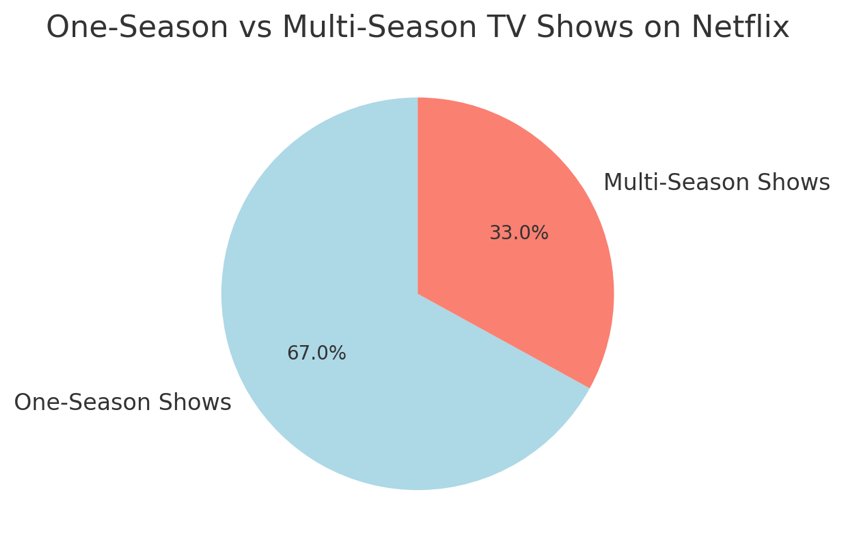 One-Season vs Multi-Season TV Shows on Netflix
Multi-Season Shows
33.0%
67.0%
One-Season Shows